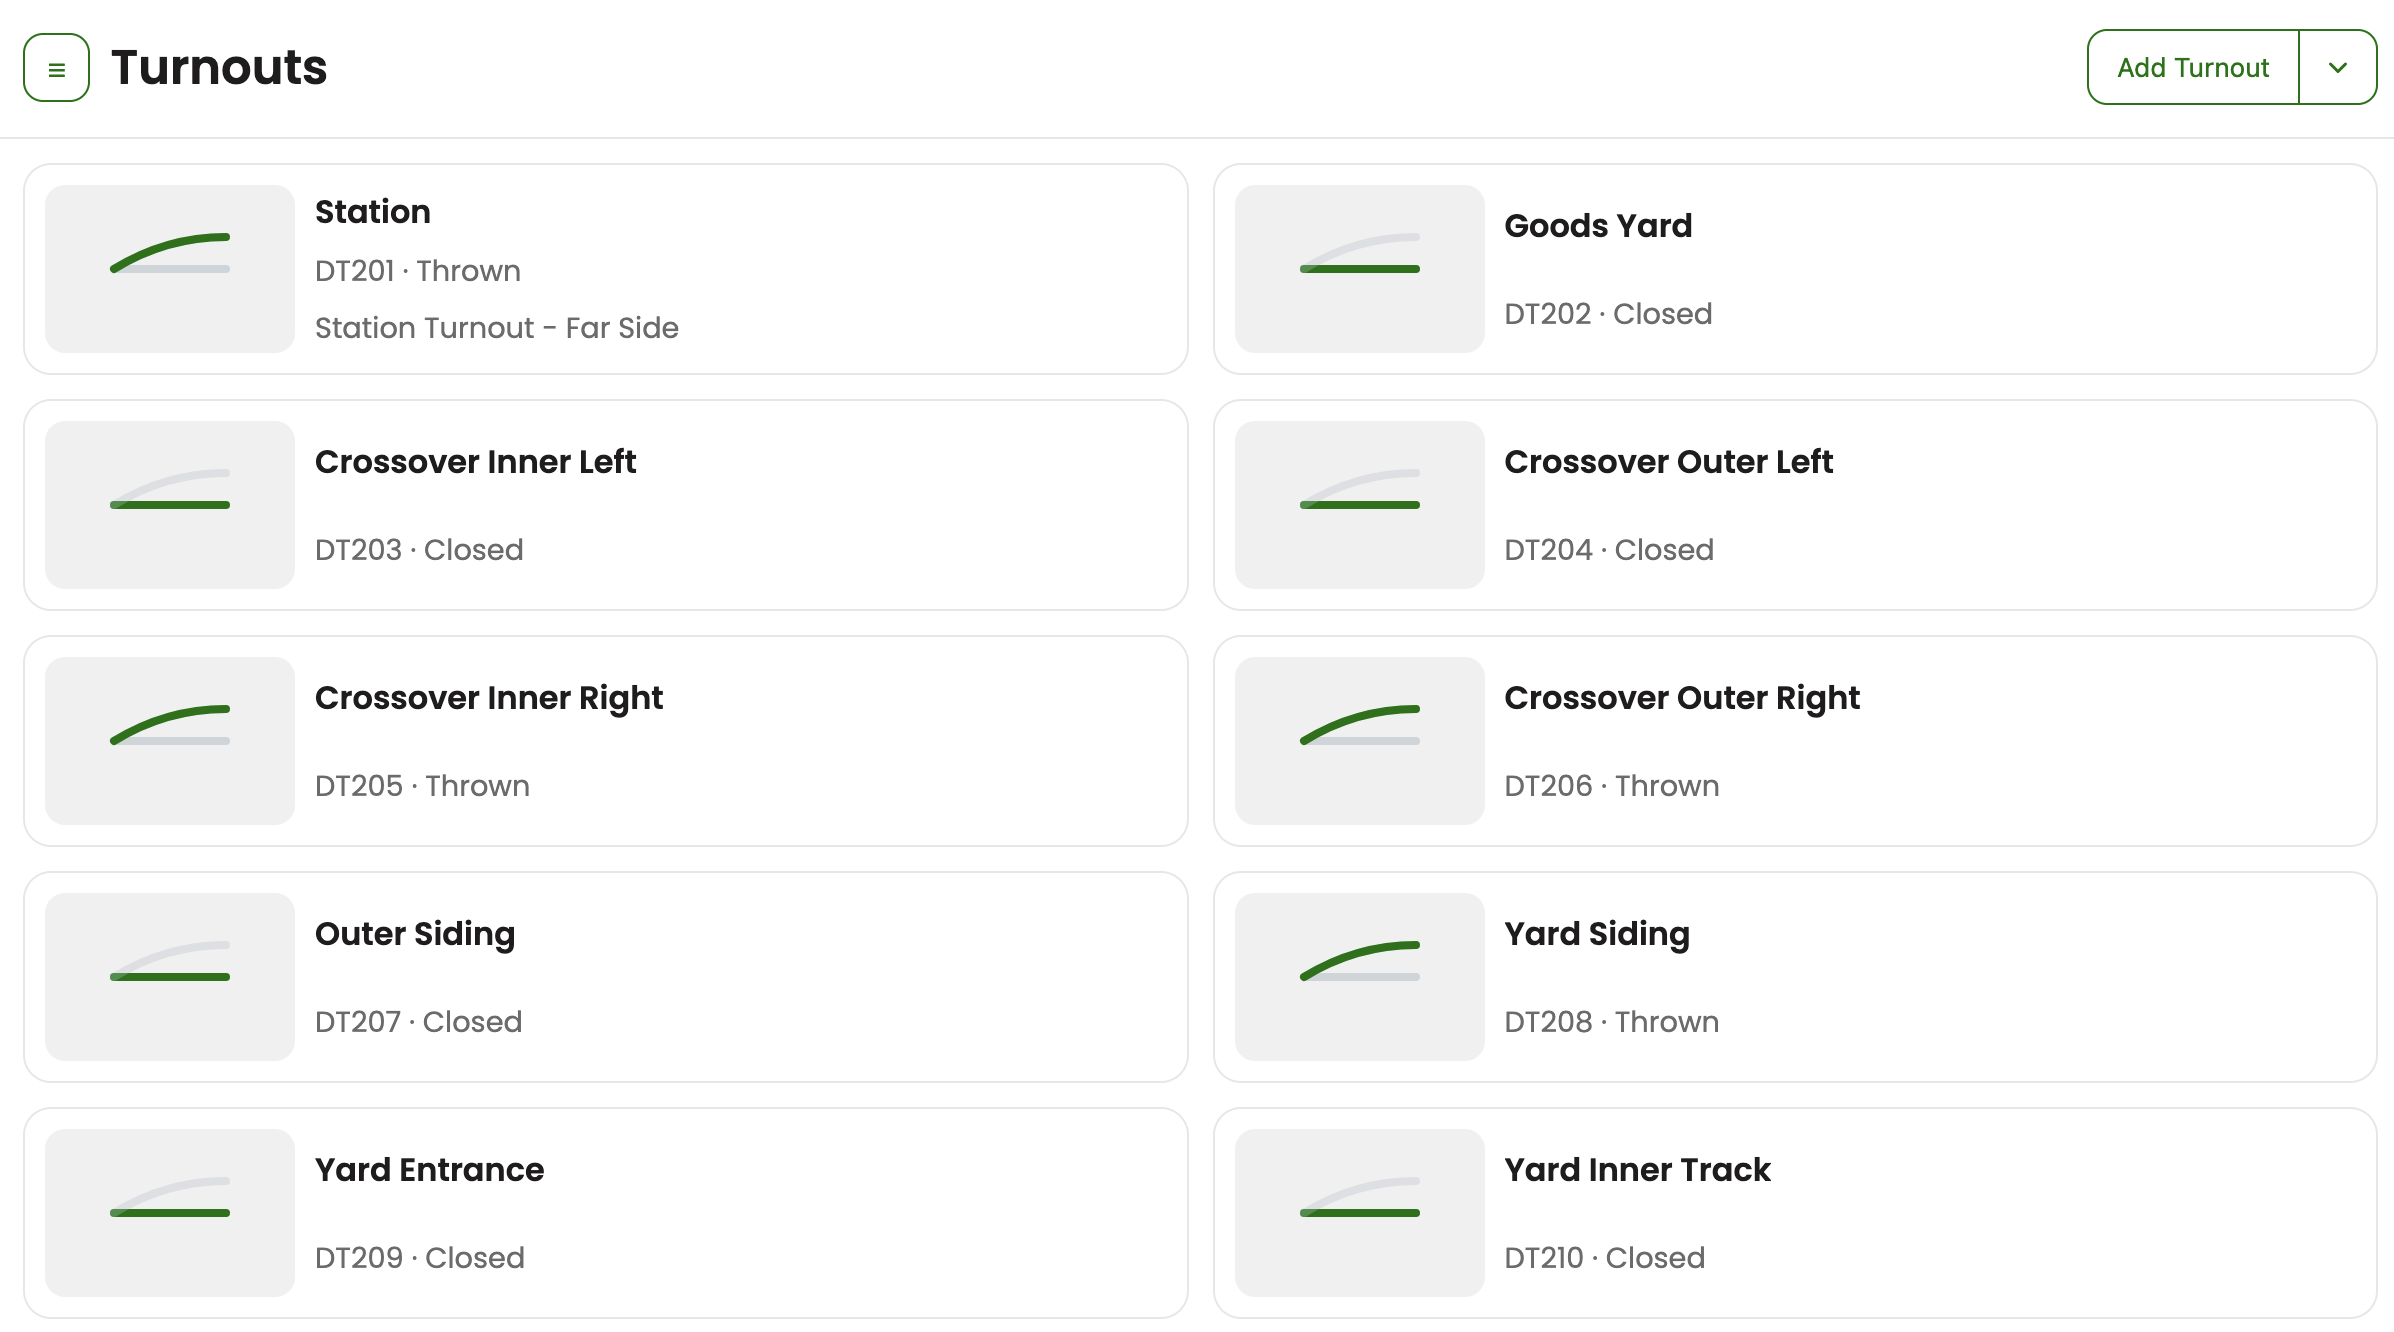 Turnouts
Add Turnout
Station
DT201 · Thrown
Station Turnout - Far Side
Goods Yard
DT202 · Closed
Crossover Inner Left
DT203 · Closed
Crossover Outer Left
DT204 · Closed
Crossover Inner Right
DT205 · Thrown
Crossover Outer Right
DT206 · Thrown
Outer Siding
DT207 · Closed
Yard Siding
DT208 · Thrown
Yard Entrance
DT209 · Closed
Yard Inner Track
DT210 · Closed